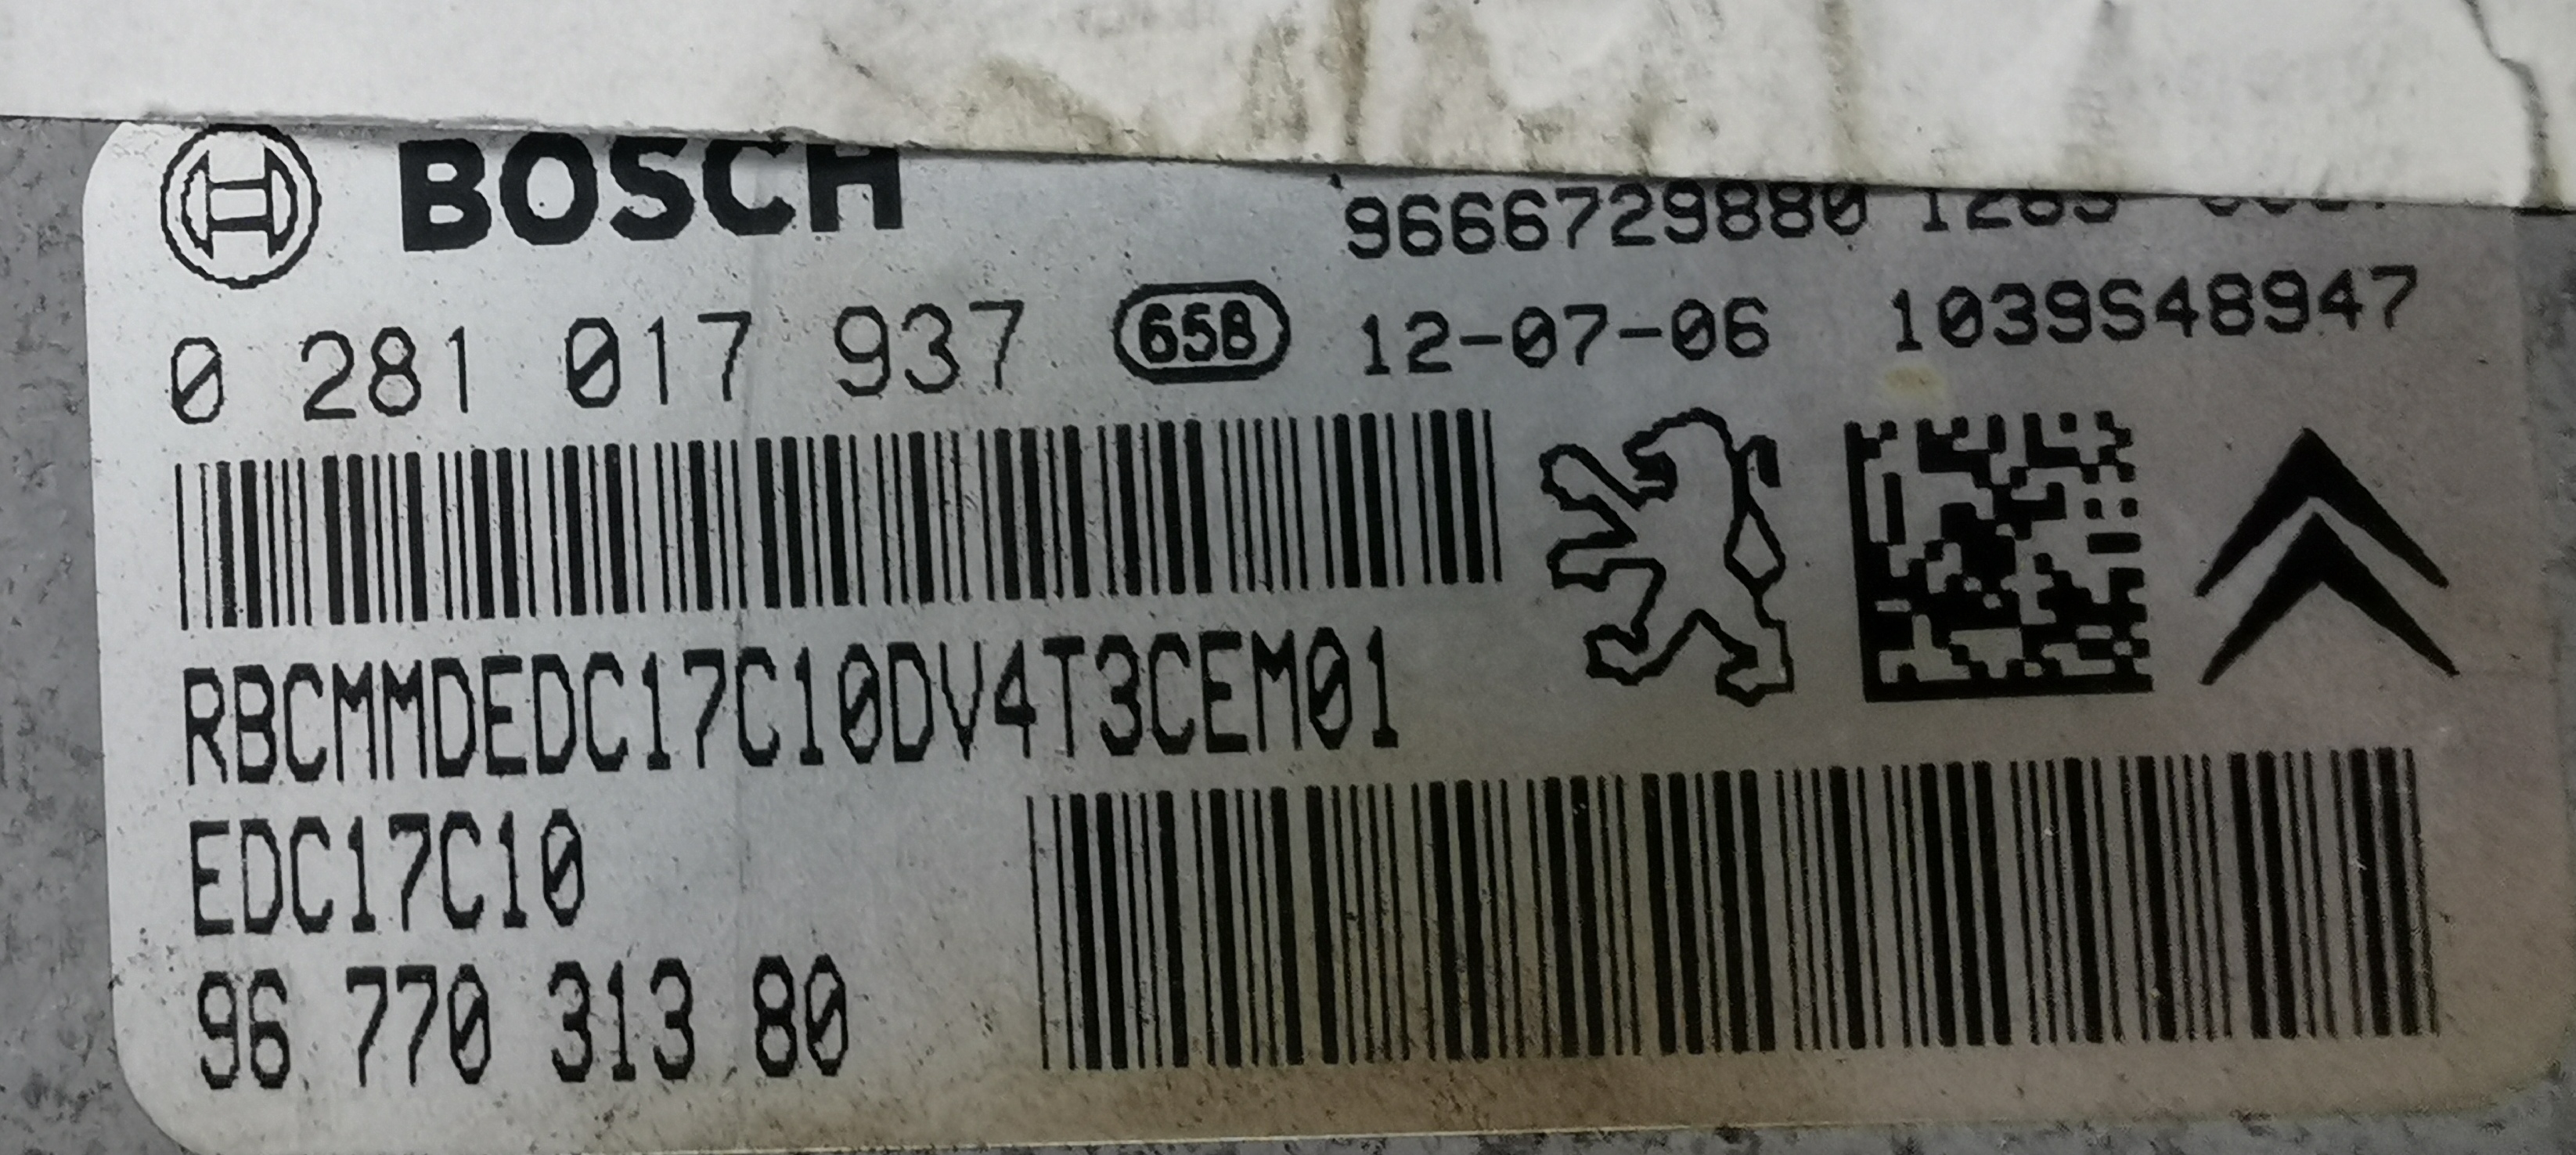 BOSCH
9666729880
0 281 017 937 658 12-07-06 1039S48947
RBCMMDEDC17C10DV4T3CEM01
EDC17C10
96 770 313 80